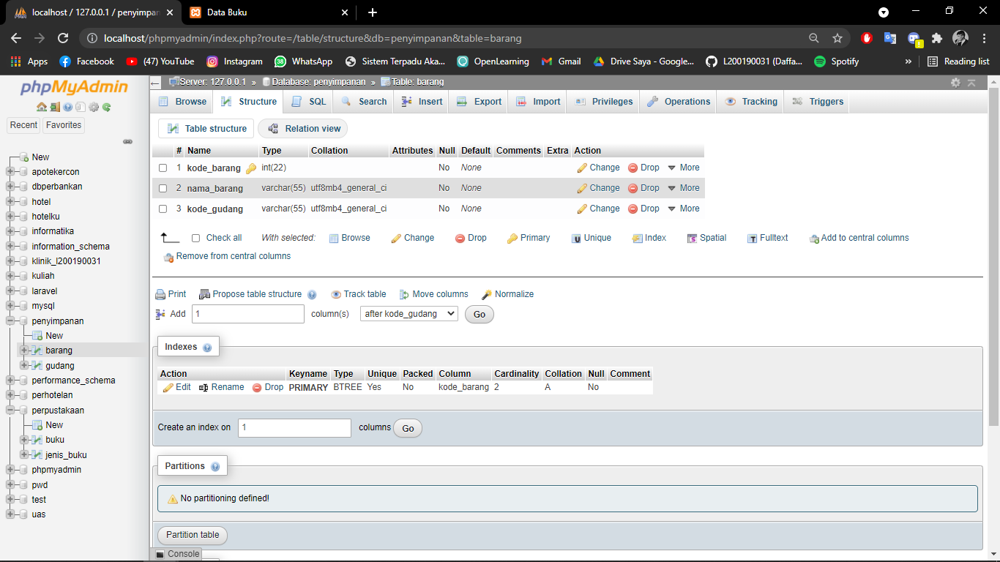 localhost / 127.0.0.1 / penyimpan
Data Buku
localhost/phpmyadmin/index.php?route=/table/structure&db=penyimpanan&table=barang
Apps Facebook (47) YouTube Instagram WhatsApp Sistem Terpadu Aka... OpenLearning Gmail Drive Saya - Google... L200190031 (Daffa... Spotify » Reading list
phpMyAdmin
Recent Favorites
New
apotekercon
dbperbankan
hotel
hotelku
informatika
information_schema
klinik_l200190031
kuliah
laravel
mysql
penyimpanan
New
barang
gudang
performance_schema
perhotelan
perpustakaan
New
buku
jenis_buku
phpmyadmin
pwd
test
uas
Server: 127.0.0.1 » Database: penyimpanan » Table: barang
Browse Structure SQL Search Insert Export Import Privileges Operations Tracking Triggers
Table structure Relation view
# Name Type Collation Attributes Null Default Comments Extra Action
1 kode_barang int(22) No None Change Drop More
2 nama_barang varchar(55) utf8mb4_general_ci No None Change Drop More
3 kode_gudang varchar(55) utf8mb4_general_ci No None Change Drop More
Check all With selected: Browse Change Drop Primary Unique Index Spatial Fulltext Add to central columns
Remove from central columns
Print Propose table structure Track table Move columns Normalize
Add 1 column(s) after kode_gudang Go
Indexes
Action Keyname Type Unique Packed Column Cardinality Collation Null Comment
Edit Rename Drop PRIMARY BTREE Yes No kode_barang 2 A No
Create an index on 1 columns Go
Partitions
No partitioning defined!
Partition table
Console